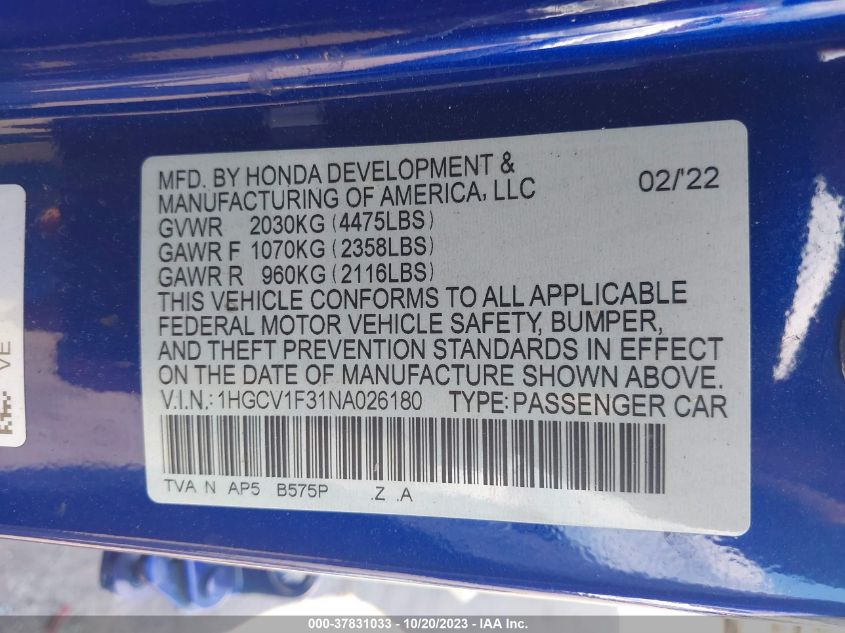 MFD. BY HONDA DEVELOPMENT &
MANUFACTURING OF AMERICA, LLC 02/'22
GVWR 2030KG (4475LBS)
GAWR F 1070KG (2358LBS)
GAWR R 960KG (2116LBS)
THIS VEHICLE CONFORMS TO ALL APPLICABLE
FEDERAL MOTOR VEHICLE SAFETY, BUMPER,
AND THEFT PREVENTION STANDARDS IN EFFECT
ON THE DATE OF MANUFACTURE SHOWN ABOVE.
V.I.N.: 1HGCV1F31NA026180 TYPE: PASSENGER CAR
TVA N AP5 B575P .Z .A
VE
000-37831033 - 10/20/2023 - IAA Inc.